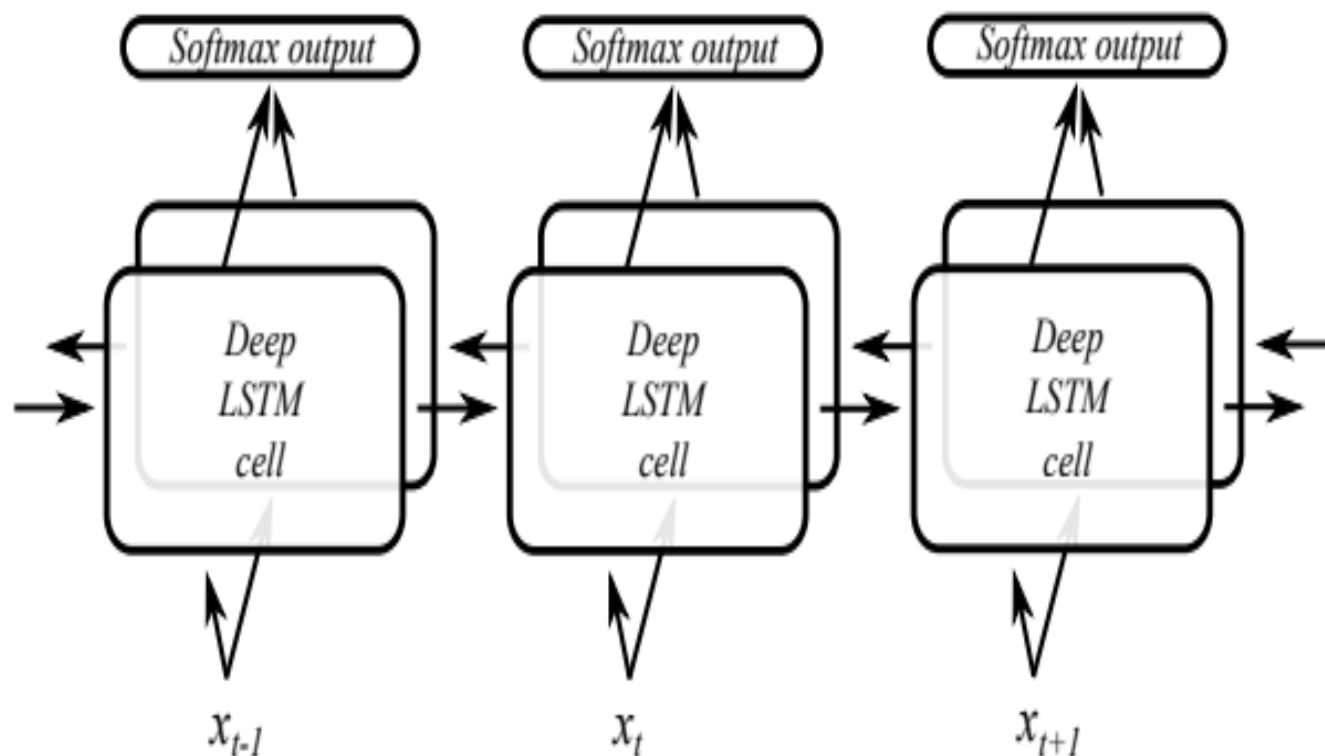 Softmax output Softmax output Softmax output
Deep Deep Deep
LSTM LSTM LSTM
cell cell cell
x_{t-1} x_t x_{t+1}